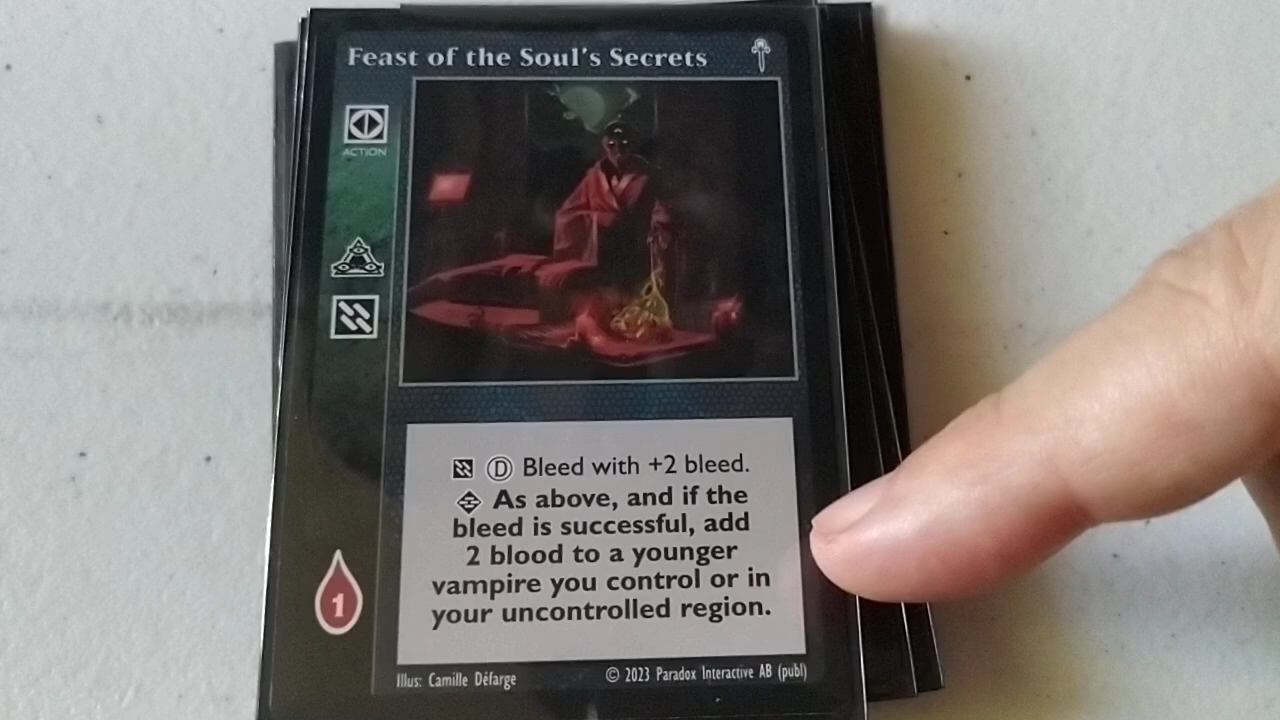 Feast of the Soul's Secrets
ACTION
D Bleed with +2 bleed.
As above, and if the
bleed is successful, add
2 blood to a younger
vampire you control or in
your uncontrolled region.
1
Illus: Camille Défarge
© 2023 Paradox Interactive AB (publ)